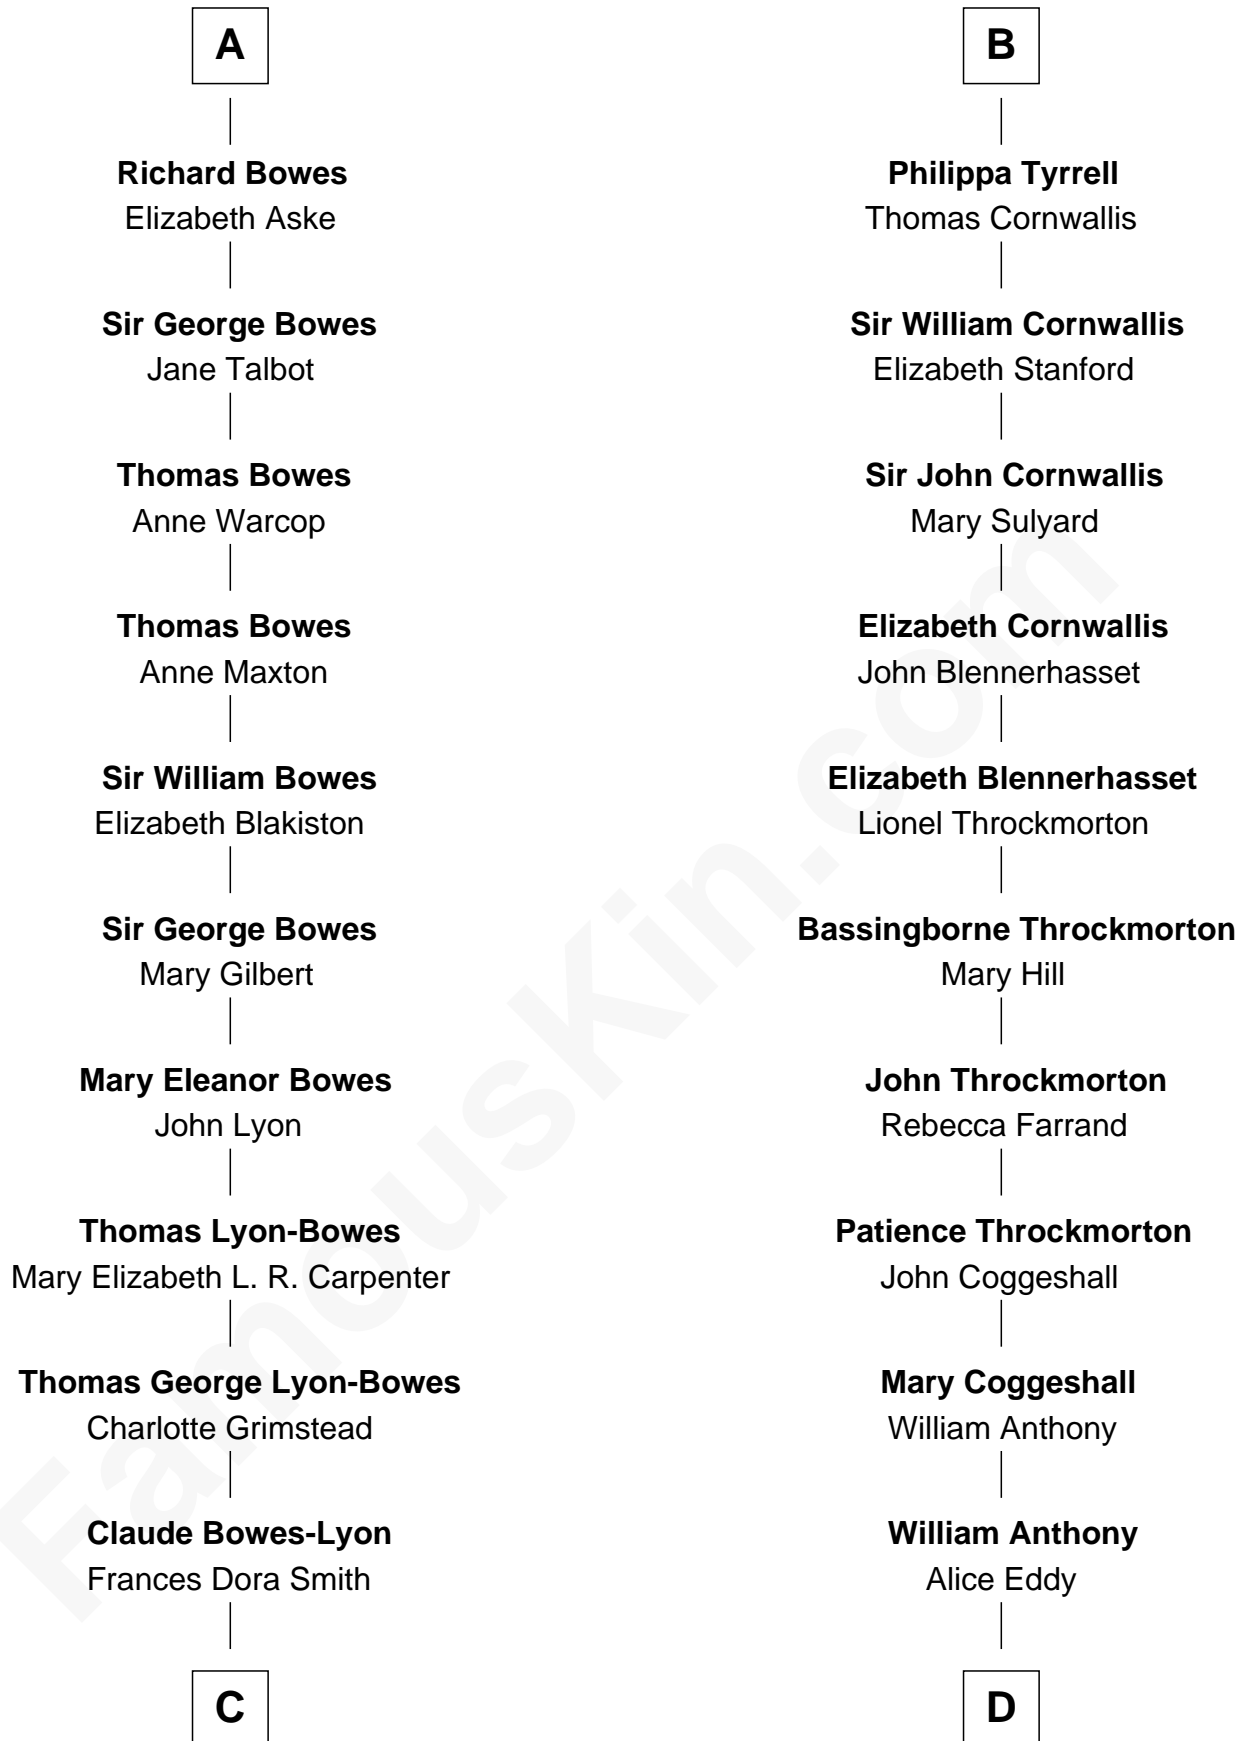 A
Richard Bowes
Elizabeth Aske
Sir George Bowes
Jane Talbot
Thomas Bowes
Anne Warcop
Thomas Bowes
Anne Maxton
Sir William Bowes
Elizabeth Blakiston
Sir George Bowes
Mary Gilbert
Mary Eleanor Bowes
John Lyon
Thomas Lyon-Bowes
Mary Elizabeth L. R. Carpenter
Thomas George Lyon-Bowes
Charlotte Grimstead
Claude Bowes-Lyon
Frances Dora Smith
C
B
Philippa Tyrrell
Thomas Cornwallis
Sir William Cornwallis
Elizabeth Stanford
Sir John Cornwallis
Mary Sulyard
Elizabeth Cornwallis
John Blennerhasset
Elizabeth Blennerhasset
Lionel Throckmorton
Bassingborne Throckmorton
Mary Hill
John Throckmorton
Rebecca Farrand
Patience Throckmorton
John Coggeshall
Mary Coggeshall
William Anthony
William Anthony
Alice Eddy
D
FamousKin.com